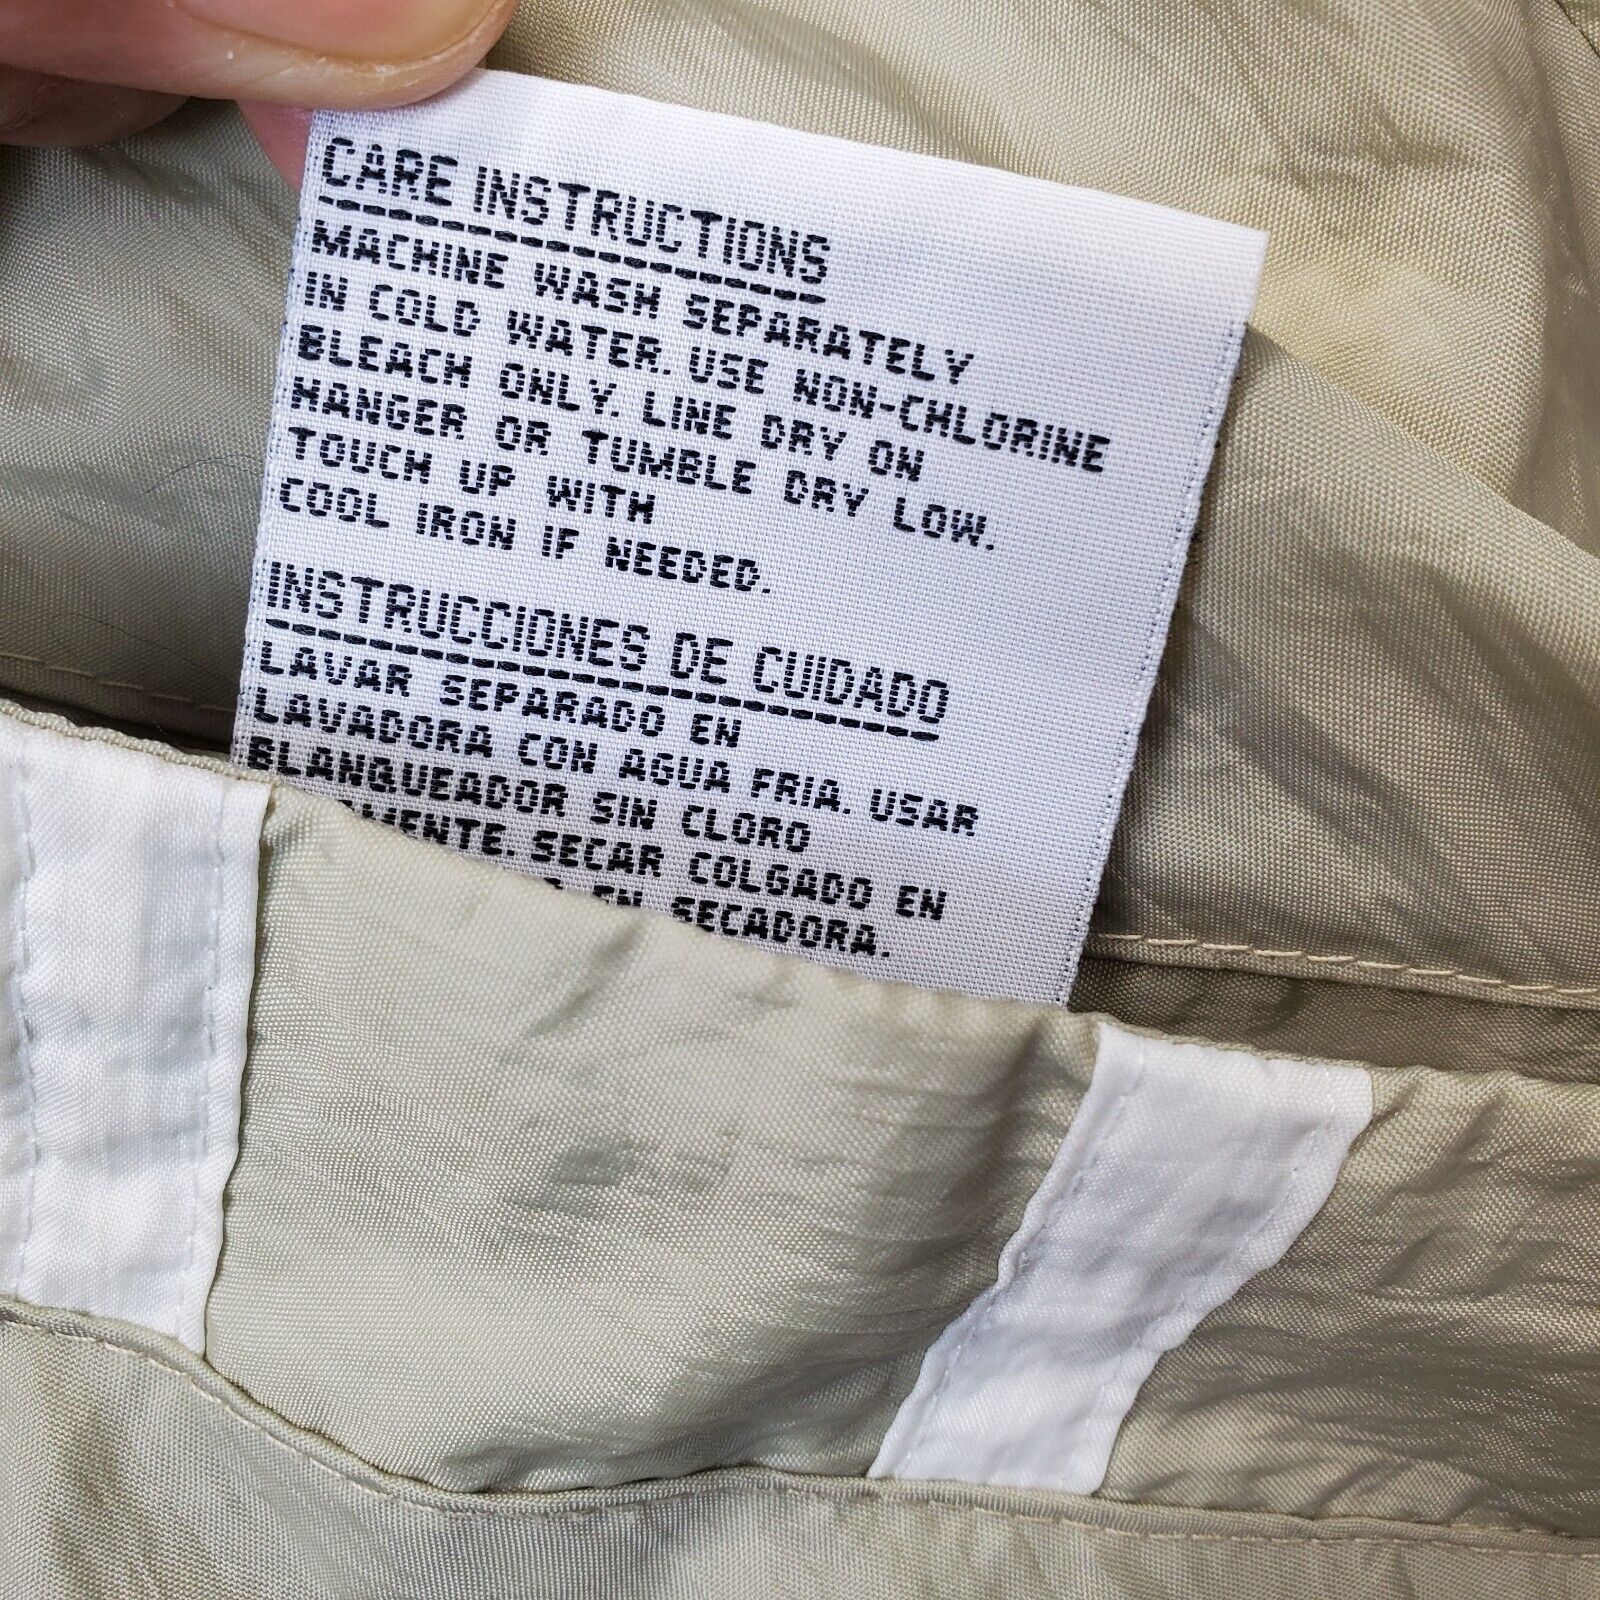 CARE INSTRUCTIONS
MACHINE WASH SEPARATELY
IN COLD WATER. USE NON-CHLORINE
BLEACH ONLY. LINE DRY ON
HANGER OR TUMBLE DRY LOW.
TOUCH UP WITH
COOL IRON IF NEEDED.
INSTRUCCIONES DE CUIDADO
LAVAR SEPARADO EN
LAVADORA CON AGUA FRIA. USAR
BLANQUEADOR SIN CLORO
SECAR COLGADO EN
EN SECADORA.